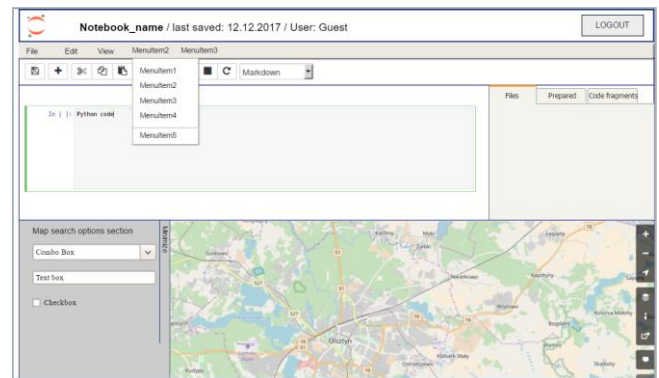 Notebook_name / last saved: 12.12.2017 / User: Guest
LOGOUT
File Edit View MenuItem2 MenuItem3
Markdown
MenuItem1
MenuItem2
MenuItem3
MenuItem4
MenuItem5
Files Prepared Code fragments
In [ ]: Python code
Map search options section
Minimize
Combo Box
Text box
Checkbox
Olsztyn